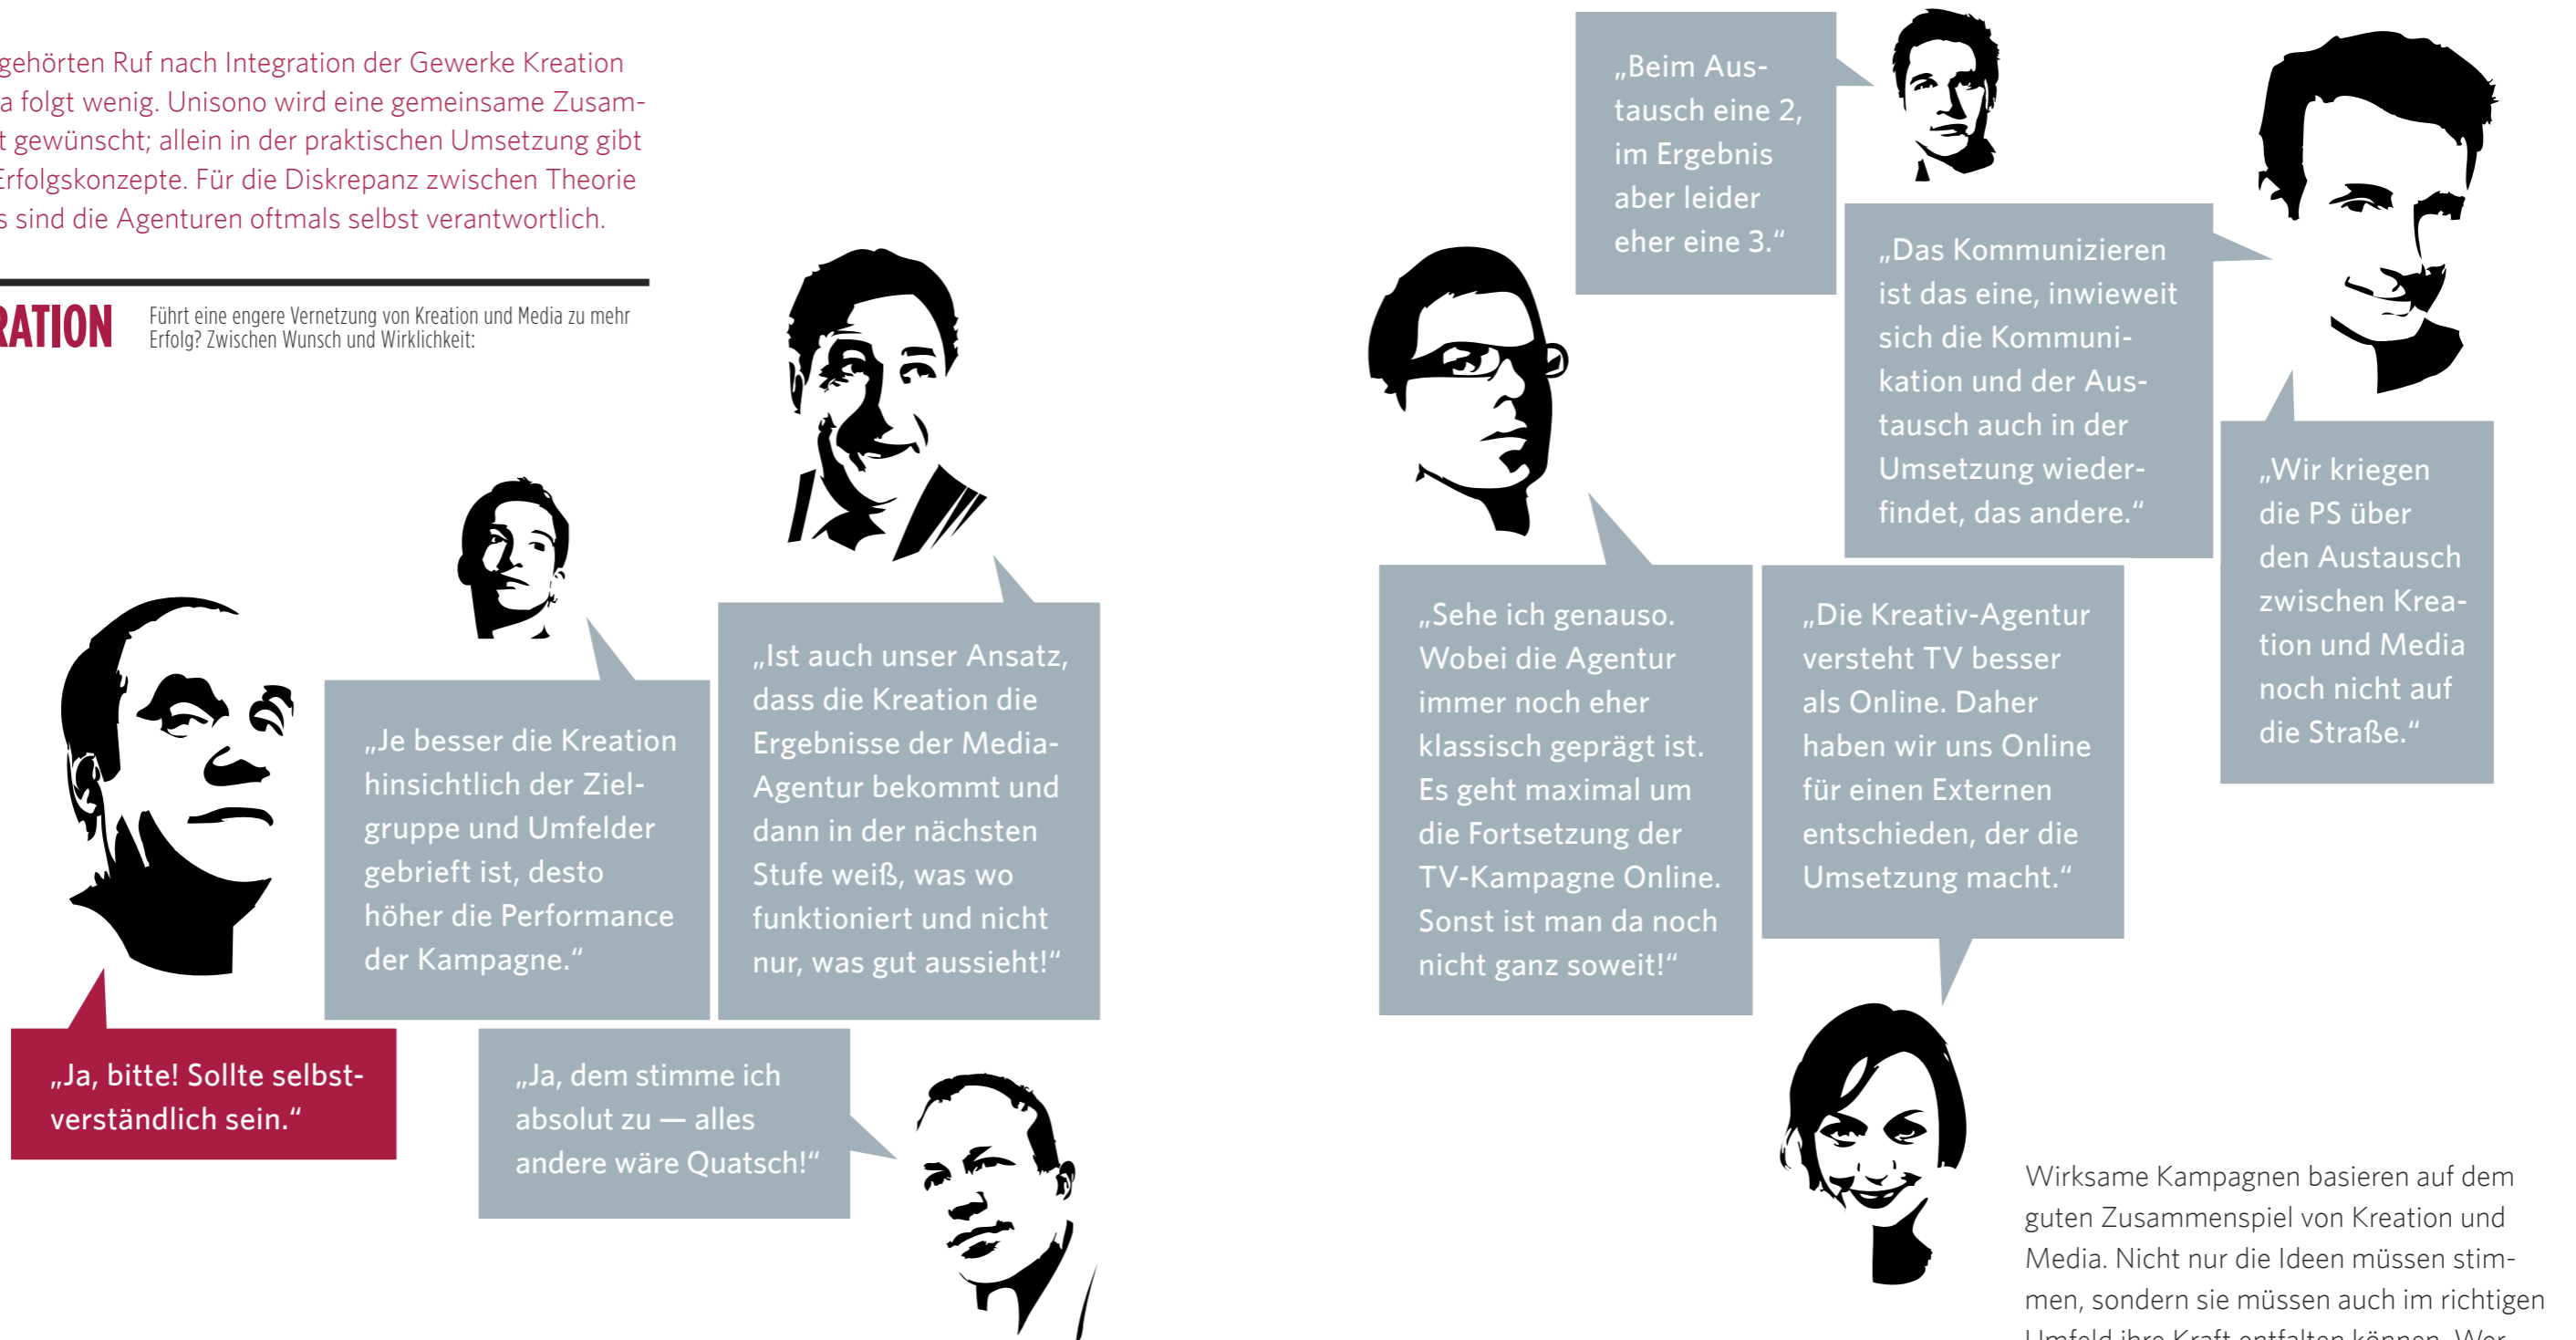 gehörten Ruf nach Integration der Gewerke Kreation
a folgt wenig. Unisono wird eine gemeinsame Zusam-
t gewünscht; allein in der praktischen Umsetzung gibt
Erfolgskonzepte. Für die Diskrepanz zwischen Theorie
s sind die Agenturen oftmals selbst verantwortlich.
RATION
Führt eine engere Vernetzung von Kreation und Media zu mehr
Erfolg? Zwischen Wunsch und Wirklichkeit:
„Ja, bitte! Sollte selbst-
verständlich sein.“
„Je besser die Kreation
hinsichtlich der Ziel-
gruppe und Umfelder
gebrieft ist, desto
höher die Performance
der Kampagne.“
„Ist auch unser Ansatz,
dass die Kreation die
Ergebnisse der Media-
Agentur bekommt und
dann in der nächsten
Stufe weiß, was wo
funktioniert und nicht
nur, was gut aussieht!“
„Ja, dem stimme ich
absolut zu — alles
andere wäre Quatsch!“
„Beim Aus-
tausch eine 2,
im Ergebnis
aber leider
eher eine 3.“
„Das Kommunizieren
ist das eine, inwieweit
sich die Kommuni-
kation und der Aus-
tausch auch in der
Umsetzung wieder-
findet, das andere.“
„Wir kriegen
die PS über
den Austausch
zwischen Krea-
tion und Media
noch nicht auf
die Straße.“
„Sehe ich genauso.
Wobei die Agentur
immer noch eher
klassisch geprägt ist.
Es geht maximal um
die Fortsetzung der
TV-Kampagne Online.
Sonst ist man da noch
nicht ganz soweit!“
„Die Kreativ-Agentur
versteht TV besser
als Online. Daher
haben wir uns Online
für einen Externen
entschieden, der die
Umsetzung macht.“
Wirksame Kampagnen basieren auf dem
guten Zusammenspiel von Kreation und
Media. Nicht nur die Ideen müssen stim-
men, sondern sie müssen auch im richtigen
Umfeld ihre Kraft entfalten können. Wer